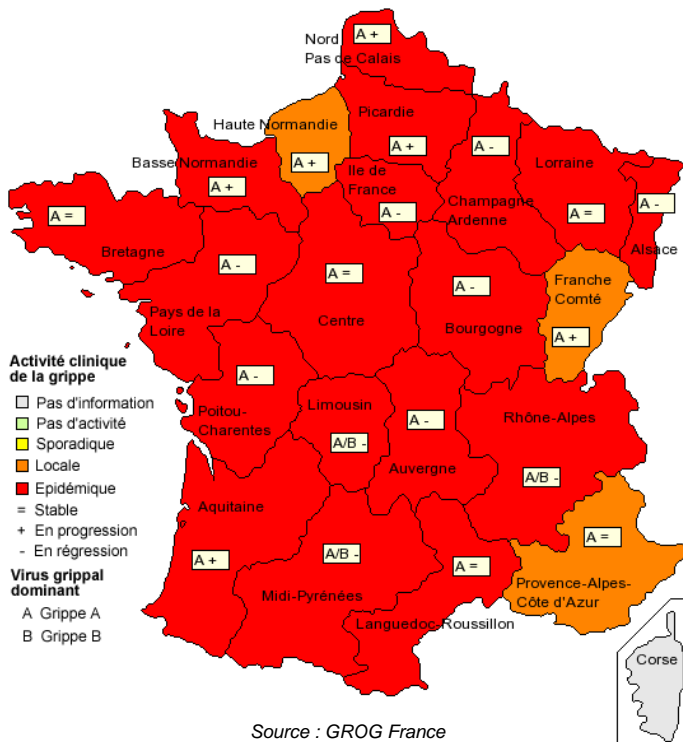 A +
Nord
Pas de Calais
Picardie
A +
A -
Haute Normandie
A +
Basse Normandie
A +
Ile de
France
A -
Champagne
Ardenne
Lorraine
A =
A -
Alsace
A =
Bretagne
A -
Pays de la
Loire
A =
Centre
A -
Bourgogne
Franche
Comté
A +
Activité clinique
de la grippe
Pas d'information
Pas d'activité
Sporadique
Locale
Epidémique
= Stable
+ En progression
- En régression
Virus grippal
dominant
A Grippe A
B Grippe B
A -
Poitou-
Charentes
Limousin
A/B -
A -
Auvergne
Rhône-Alpes
A/B -
Aquitaine
A +
A/B -
Midi-Pyrénées
A =
Languedoc-Roussillon
A =
Provence-Alpes-
Côte d'Azur
Corse
Source : GROG France